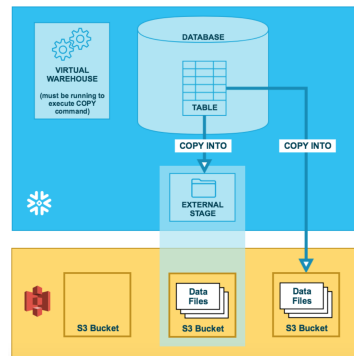 DATABASE
VIRTUAL
WAREHOUSE
(must be running to
execute COPY
command)
TABLE
COPY INTO
COPY INTO
EXTERNAL
STAGE
Data
Files
Data
Files
S3 Bucket
S3 Bucket
S3 Bucket